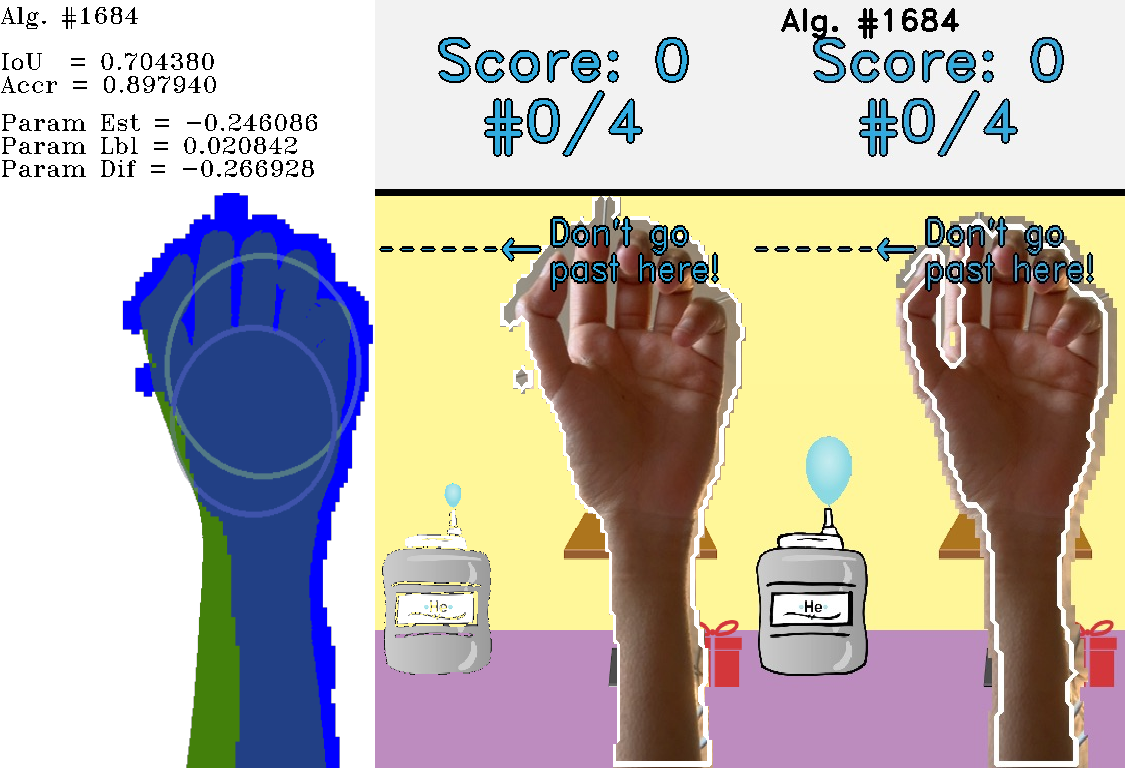 Alg. #1684
IoU = 0.704380
Accr = 0.897940
Param Est = −0.246086
Param Lbl = 0.020842
Param Dif = −0.266928
Score: 0
#0/4
Don't go
past here!
He
Alg. #1684
Score: 0
#0/4
Don't go
past here!
He